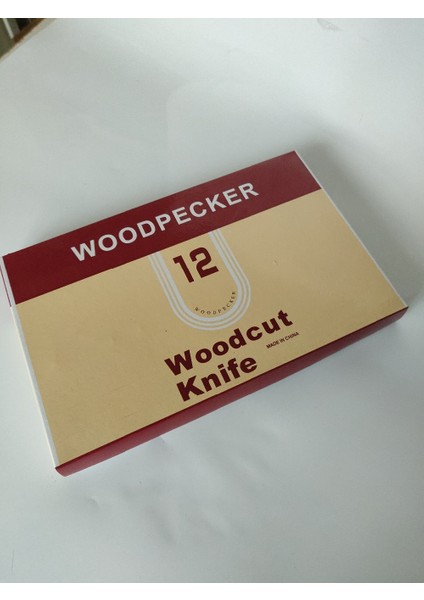 WOODPECKER
12
WOODPECKER
Woodcut
Knife
MADE IN CHINA